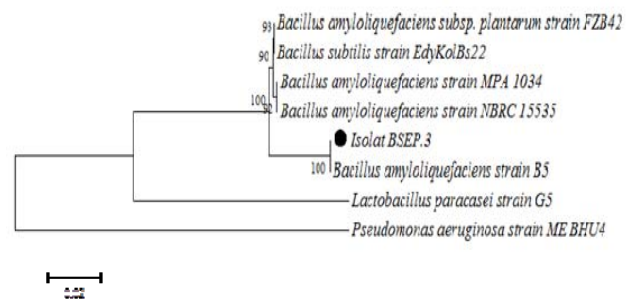 93 Bacillus amyloliquefaciens subsp. plantarum strain FZB42
90 Bacillus subtilis strain EdyKolBs22
Bacillus amyloliquefaciens strain MPA 1034
100 92 Bacillus amyloliquefaciens strain NBRC 15535
Isolat BSEP.3
100 Bacillus amyloliquefaciens strain B5
Lactobacillus paracasei strain G5
Pseudomonas aeruginosa strain ME BHU4